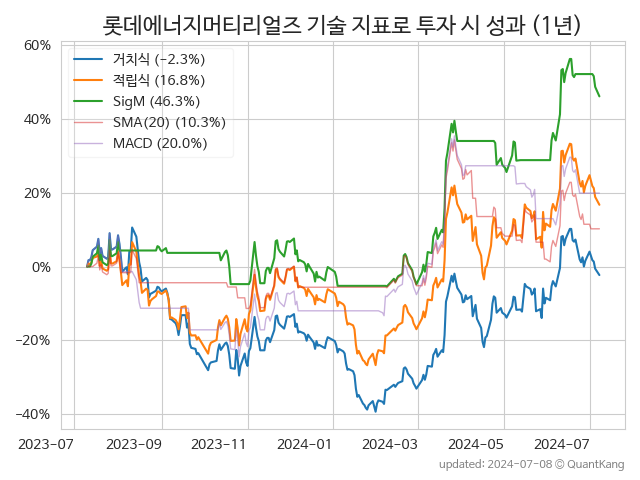 롯데에너지머티리얼즈 기술 지표로 투자 시 성과 (1년)
거치식 (-2.3%)
적립식 (16.8%)
SigM (46.3%)
SMA(20) (10.3%)
MACD (20.0%)
60%
40%
20%
0%
−20%
−40%
2023-07 2023-09 2023-11 2024-01 2024-03 2024-05 2024-07
updated: 2024-07-08 © QuantKang